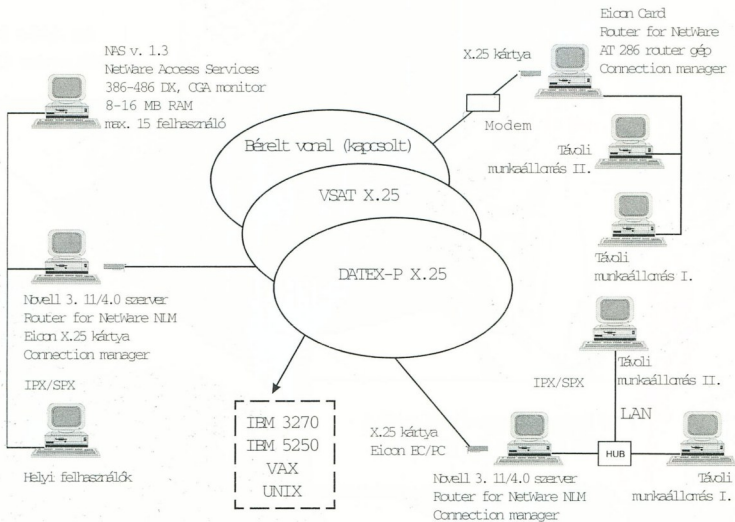 NAS v. 1.3
NetWare Access Services
386-486 DX, CGA monitor
8-16 MB RAM
max. 15 felhasználó
Eicon Card
Router for NetWare
AT 286 router gép
Connection manager
X.25 kártya
Modem
Távoli
munkaállomás II.
Távoli
munkaállomás I.
Bérelt vonal (kapcsolt)
VSAT X.25
DATEX-P X.25
Novell 3. 11/4.0 szerver
Router for NetWare NLM
Eicon X.25 kártya
Connection manager
IPX/SPX
Helyi felhasználók
IBM 3270
IBM 5250
VAX
UNIX
X.25 kártya
Eicon EC/PC
Novell 3. 11/4.0 szerver
Router for NetWare NLM
Connection manager
Távoli
munkaállomás II.
IPX/SPX
LAN
HUB
Távoli
munkaállomás I.